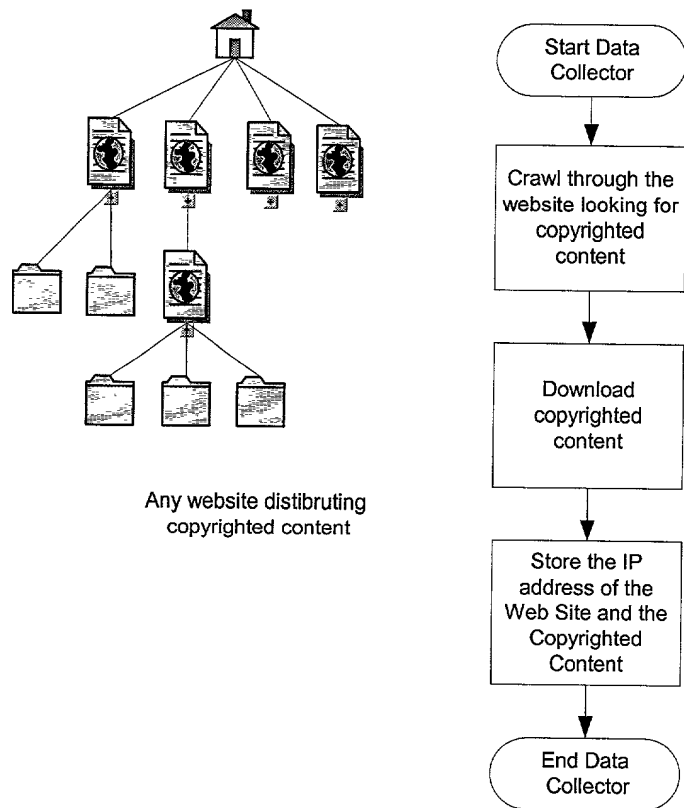 Start Data
Collector
Crawl through the
website looking for
copyrighted
content
Download
copyrighted
content
Any website distibruting
copyrighted content
Store the IP
address of the
Web Site and the
Copyrighted
Content
End Data
Collector